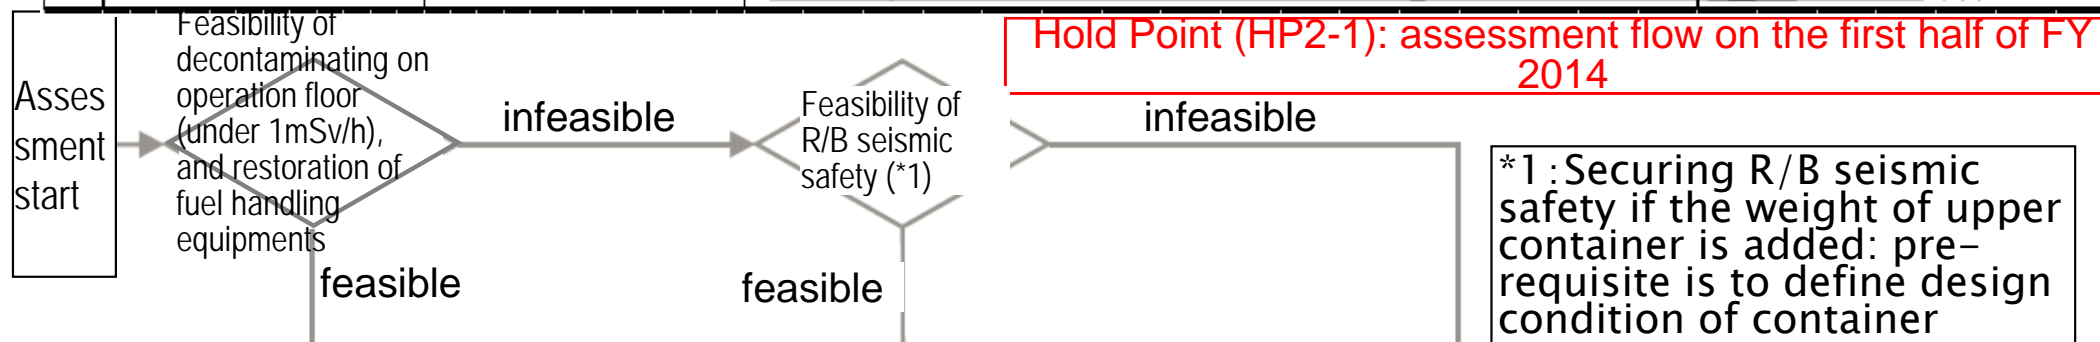 Hold Point (HP2-1): assessment flow on the first half of FY
2014
Asses
sment
start
Feasibility of
decontaminating on
operation floor
(under 1mSv/h),
and restoration of
fuel handling
equipments
infeasible
feasible
Feasibility of
R/B seismic
safety (*1)
infeasible
feasible
*1:Securing R/B seismic
safety if the weight of upper
container is added: pre-
requisite is to define design
condition of container